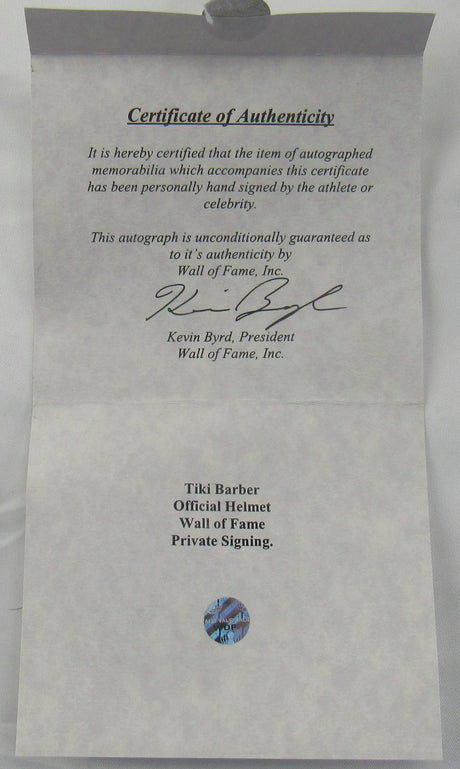 Certificate of Authenticity
It is hereby certified that the item of autographed
memorabilia which accompanies this certificate
has been personally hand signed by the athlete or
celebrity.
This autograph is unconditionally guaranteed as
to it's authenticity by
Wall of Fame, Inc.
Kevin Byrd
Kevin Byrd, President
Wall of Fame, Inc.
Tiki Barber
Official Helmet
Wall of Fame
Private Signing.